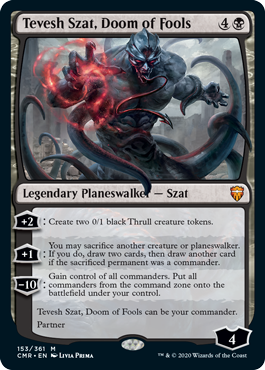 Tevesh Szat, Doom of Fools 4
Legendary Planeswalker — Szat
+2: Create two 0/1 black Thrull creature tokens.
+1: You may sacrifice another creature or planeswalker.
If you do, draw two cards, then draw another card
if the sacrificed permanent was a commander.
−10: Gain control of all commanders. Put all
commanders from the command zone onto the
battlefield under your control.
Tevesh Szat, Doom of Fools can be your commander.
Partner
4
153/361 M
CMR • EN LIVIA PRIMA
™ & © 2020 Wizards of the Coast